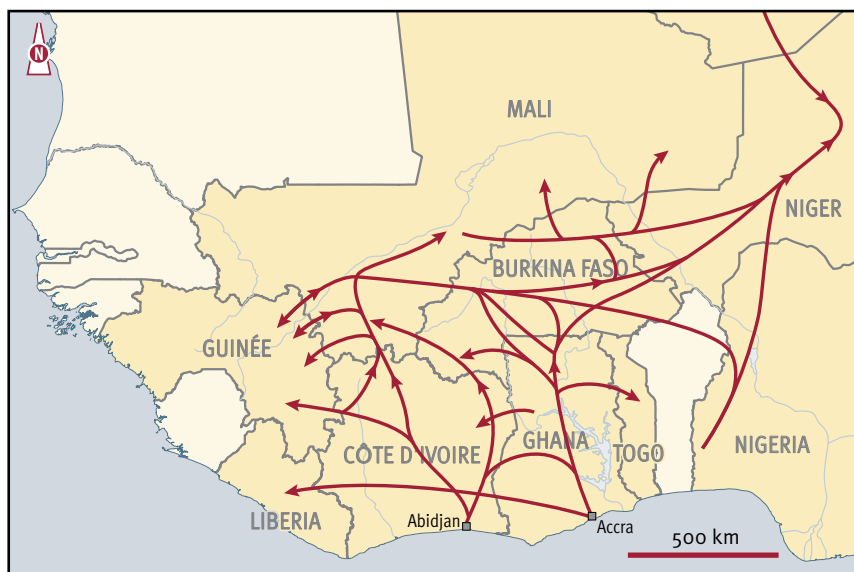 N
MALI
NIGER
BURKINA FASO
GUINÉE
CÔTE D'IVOIRE
GHANA
TOGO
NIGERIA
LIBERIA
Abidjan
Accra
500 km